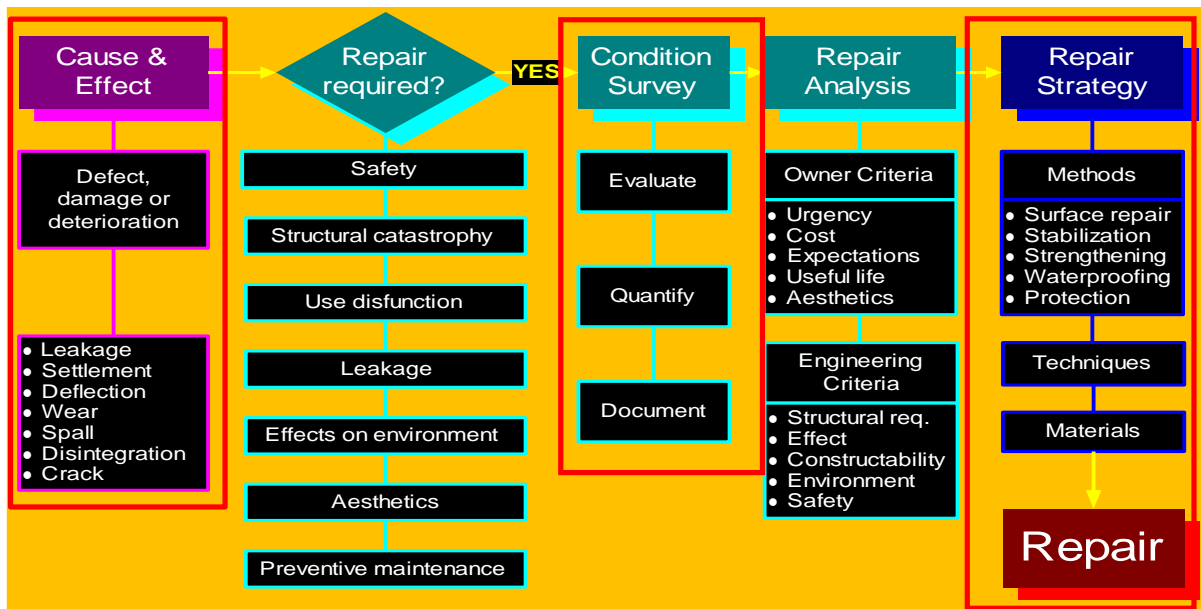 Cause &
Effect
Defect,
damage or
deterioration
● Leakage
● Settlement
● Deflection
● Wear
● Spall
● Disintegration
● Crack
Repair
required?
YES
Safety
Structural catastrophy
Use disfunction
Leakage
Effects on environment
Aesthetics
Preventive maintenance
Condition
Survey
Evaluate
Quantify
Document
Repair
Analysis
Owner Criteria
● Urgency
● Cost
● Expectations
● Useful life
● Aesthetics
Engineering
Criteria
● Structural req.
● Effect
● Constructability
● Environment
● Safety
Repair
Strategy
Methods
● Surface repair
● Stabilization
● Strengthening
● Waterproofing
● Protection
Techniques
Materials
Repair